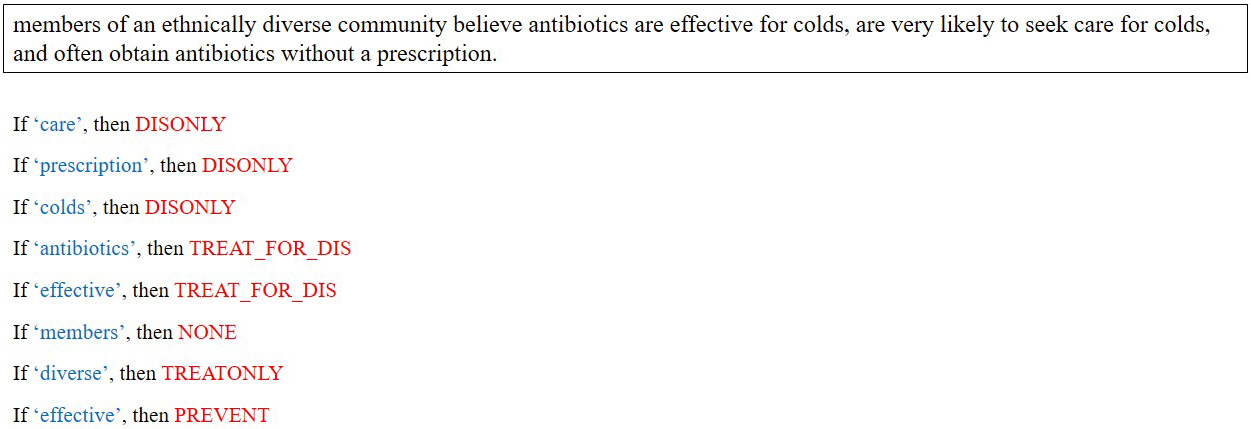 members of an ethnically diverse community believe antibiotics are effective for colds, are very likely to seek care for colds,
and often obtain antibiotics without a prescription.
If ‘care’, then DISONLY
If ‘prescription’, then DISONLY
If ‘colds’, then DISONLY
If ‘antibiotics’, then TREAT_FOR_DIS
If ‘effective’, then TREAT_FOR_DIS
If ‘members’, then NONE
If ‘diverse’, then TREATONLY
If ‘effective’, then PREVENT